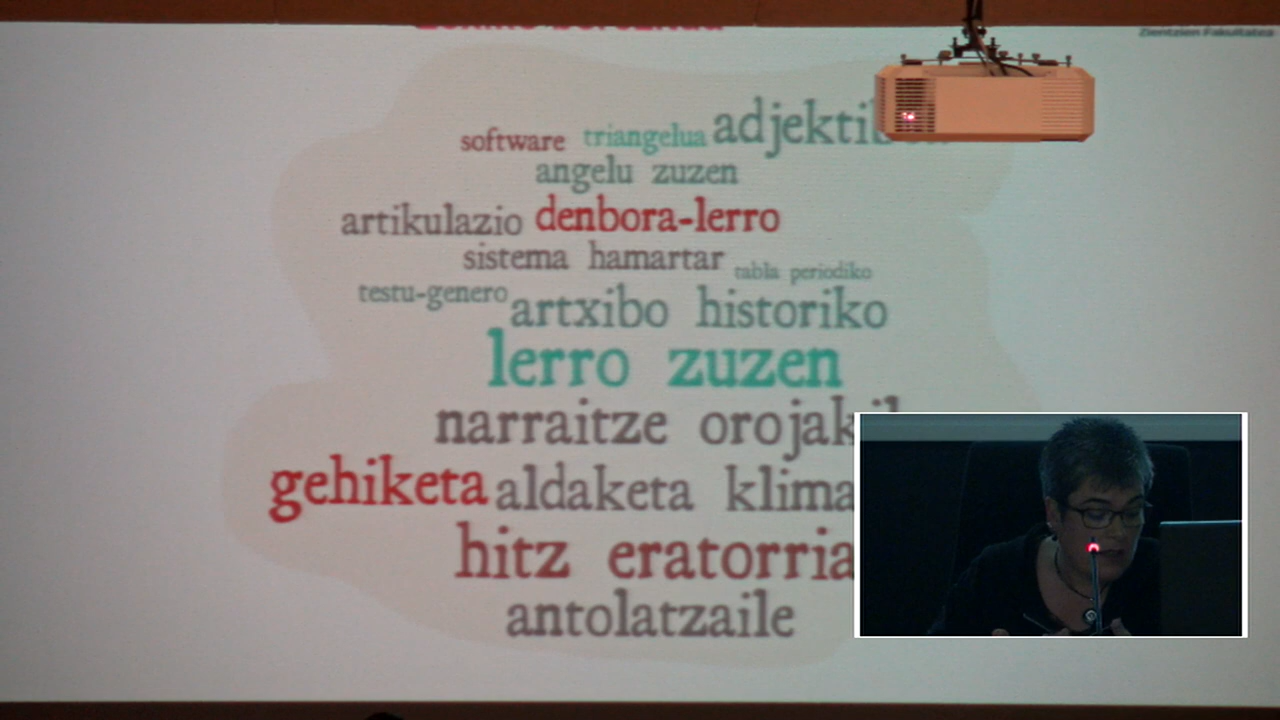 Zientzien Fakultatea
software triangelua
angelu zuzen
artikulazio denbora-lerro
sistema hamartar tabla periodiko
testu-genero artxibo historiko
lerro zuzen
narraitze
gehiketa aldaketa
hitz
antolatzaile